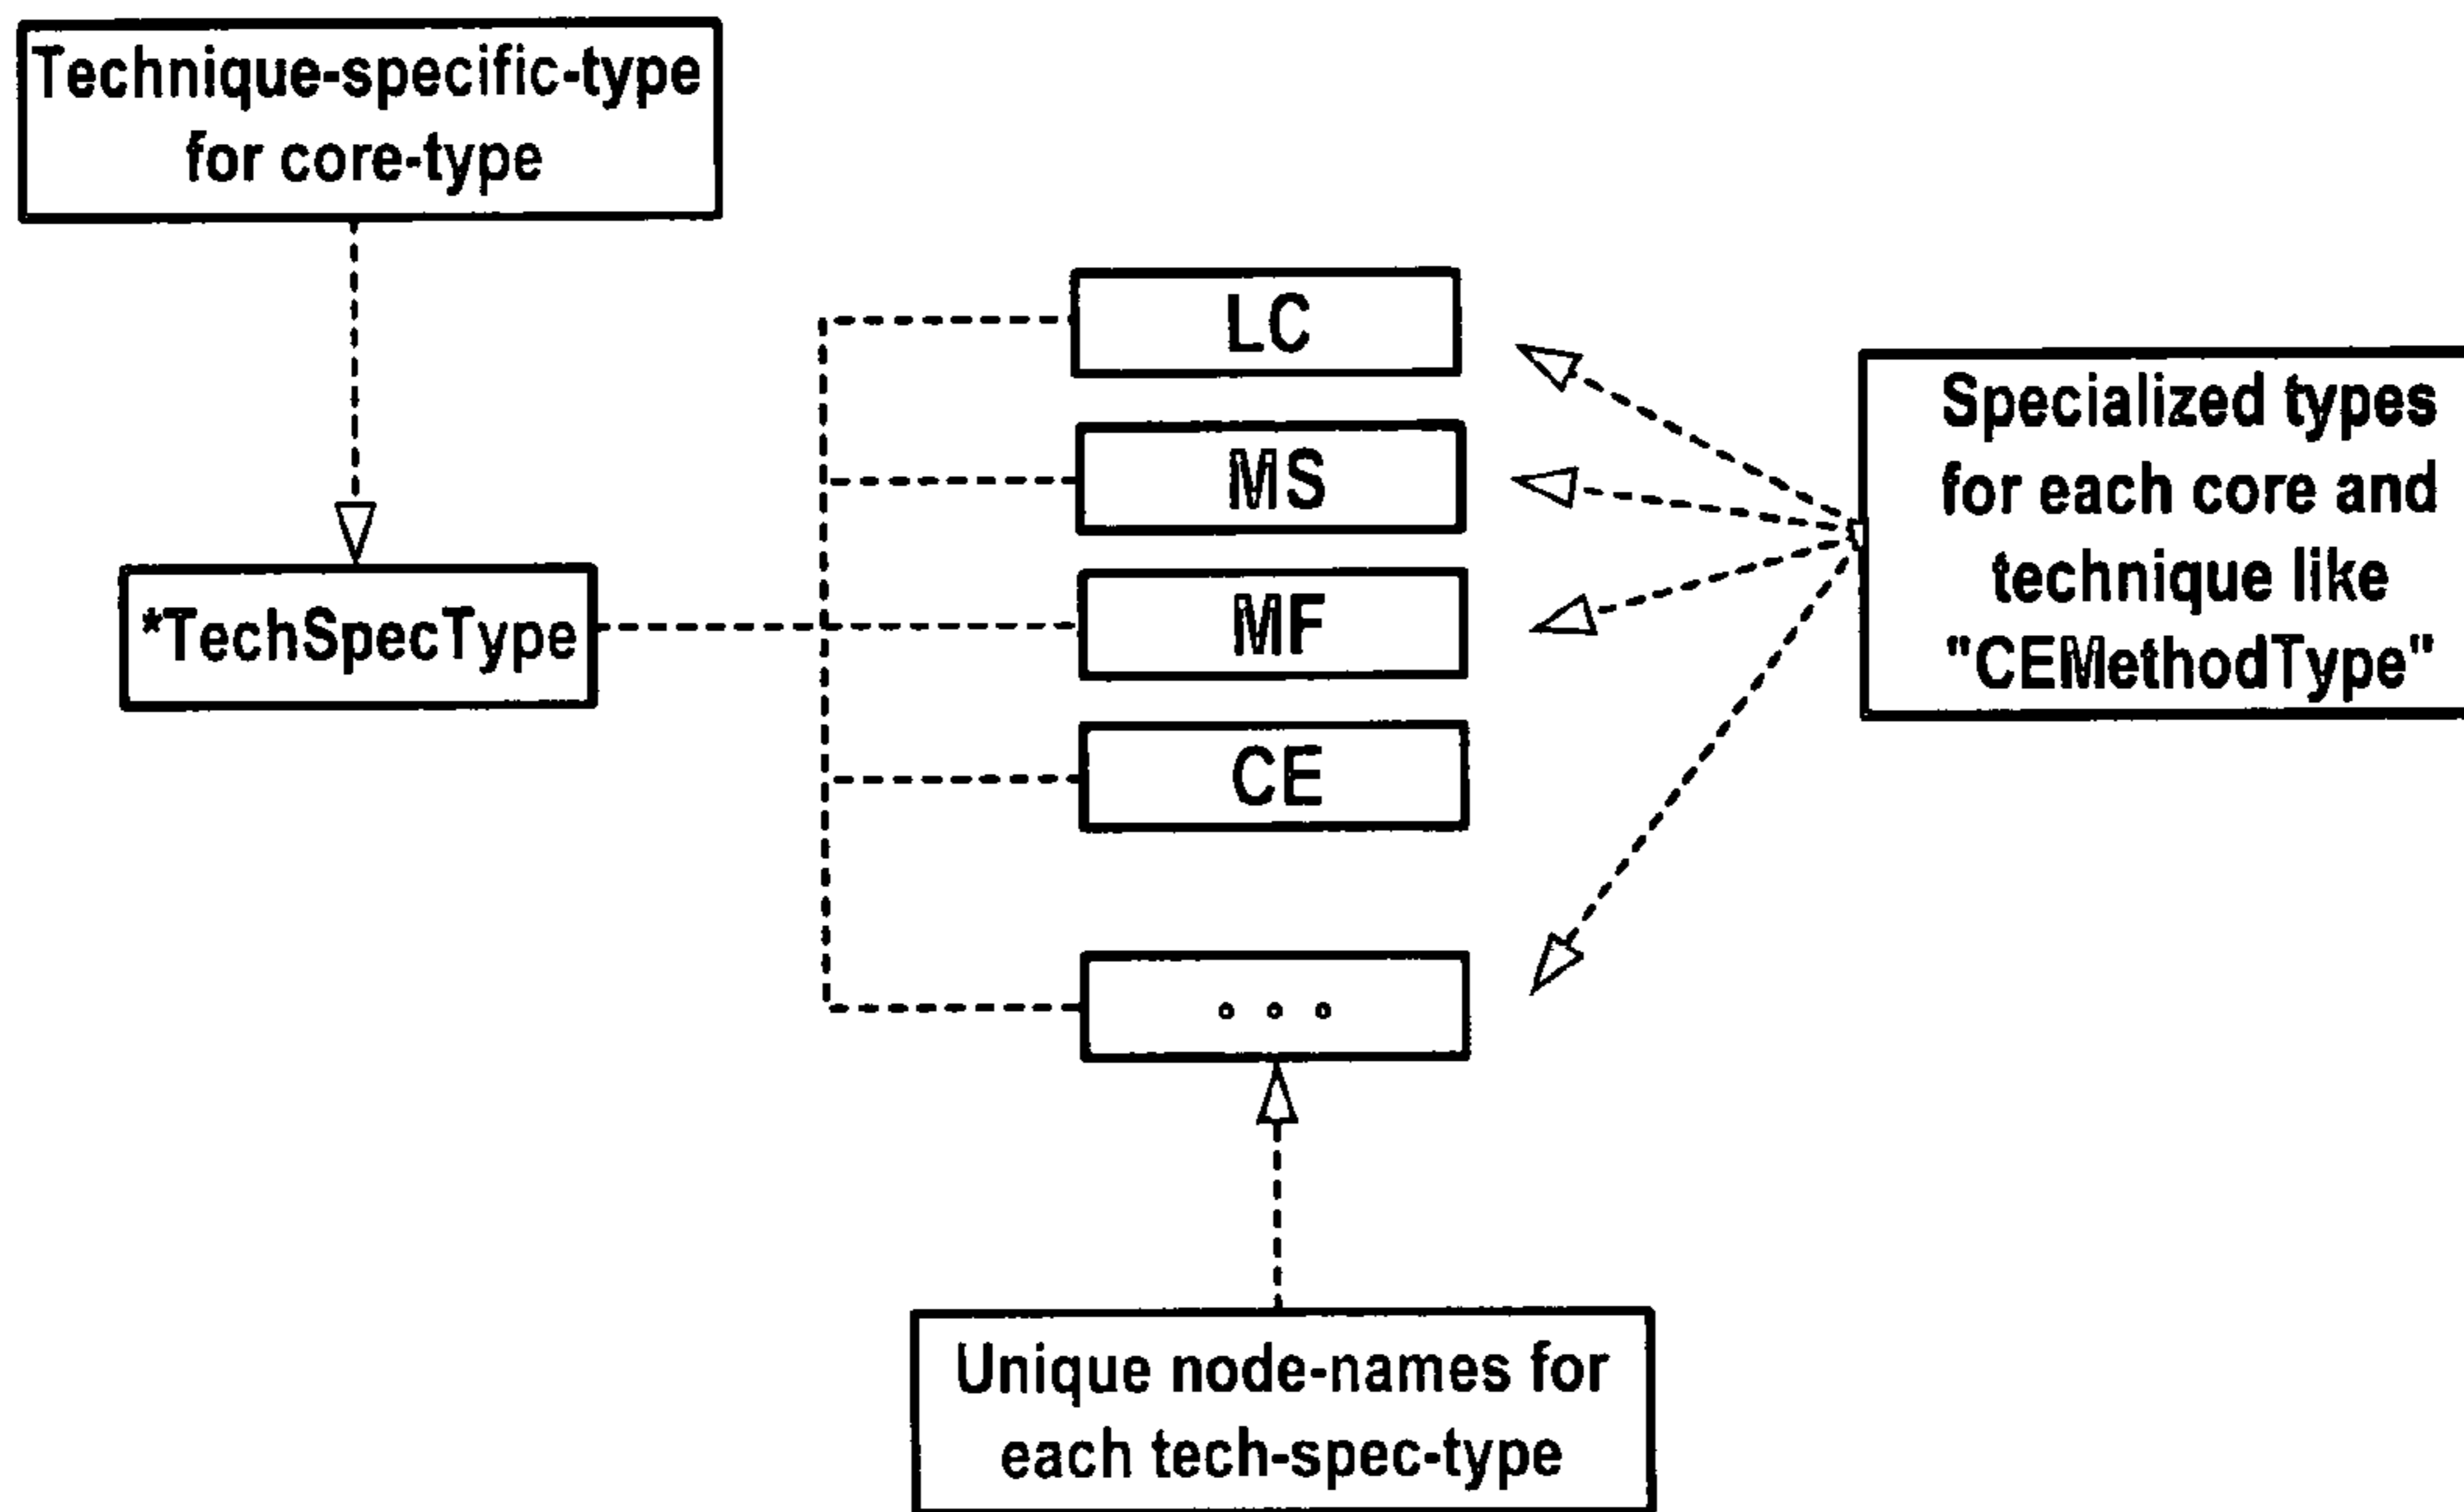 Technique-specific-type
for core-type
LC
MS
*TechSpecType
MF
CE
...
Specialized types
for each core and
technique like
"CEMethodType"
Unique node-names for
each tech-spec-type